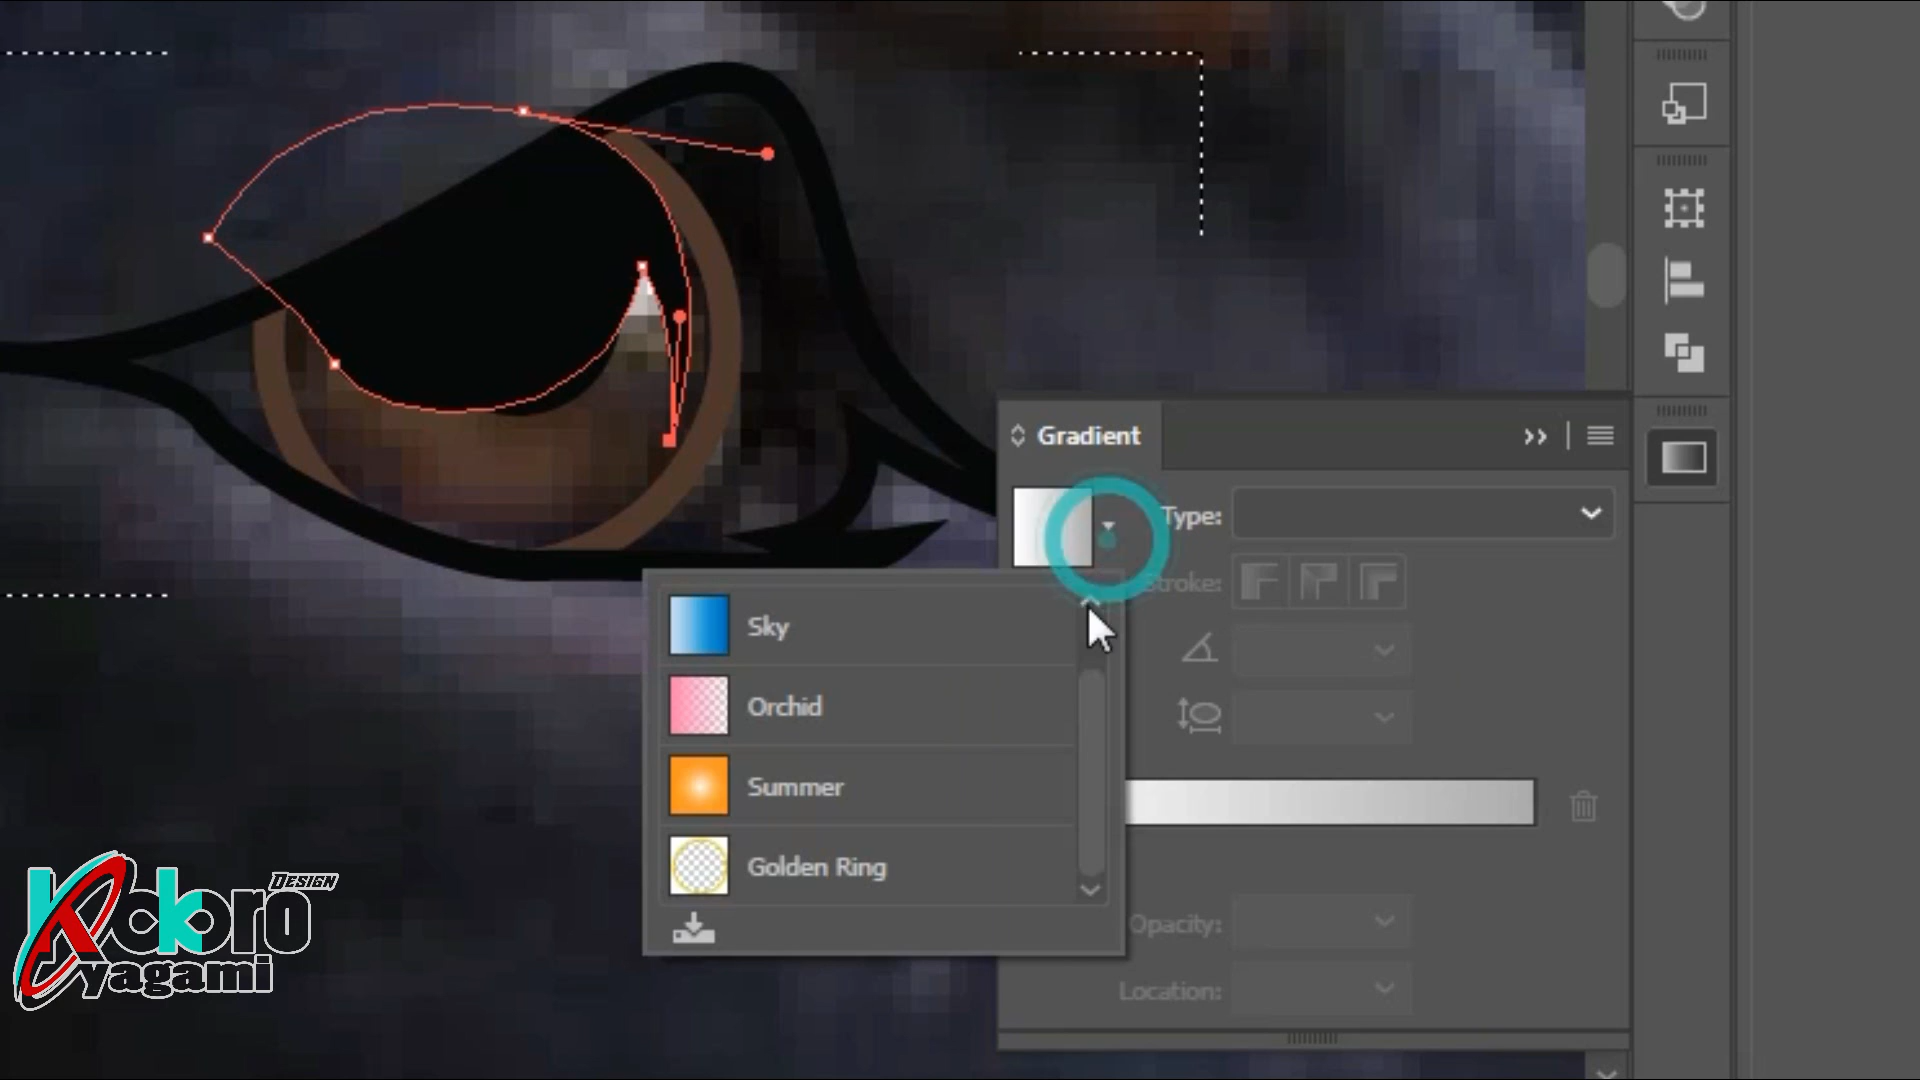 Gradient
Type:
Stroke:
Sky
Orchid
Summer
Golden Ring
Opacity:
Location:
Kokoro DESIGN
yagami